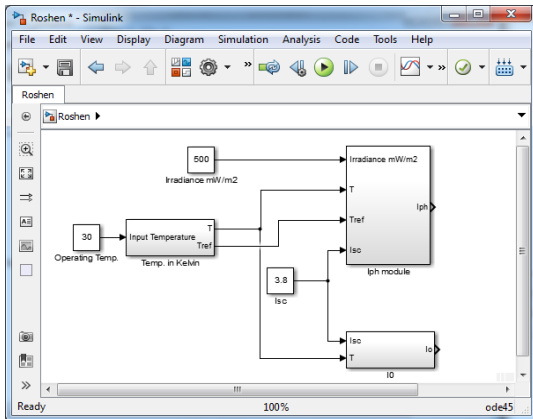 Roshen * - Simulink
File Edit View Display Diagram Simulation Analysis Code Tools Help
Roshen
Roshen
500
Irradiance mW/m2
Irradiance mW/m2
T
Tref
Isc
Iph
Iph module
30
Operating Temp.
Input Temperature
T
Tref
Temp. in Kelvin
3.8
Isc
Isc
T
Io
I0
Ready 100% ode45